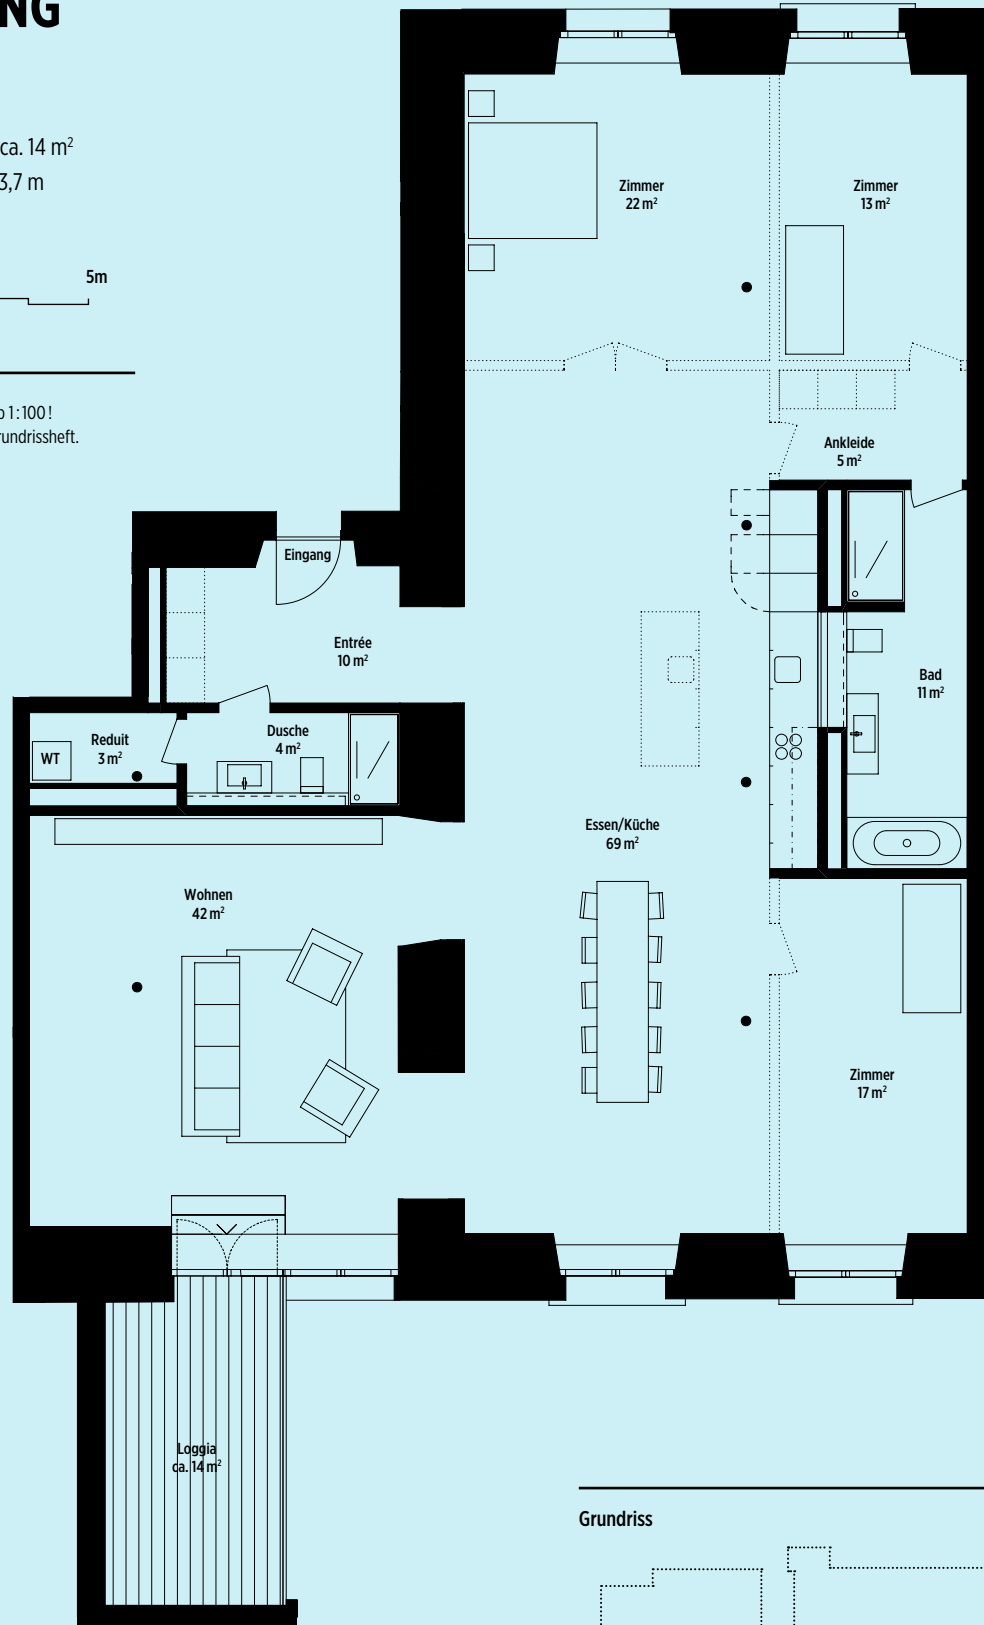 ca. 14 m²
3,7 m
5m
1:100!
Zimmer
22 m²
Zimmer
13 m²
Ankleide
5 m²
Eingang
Entrée
10 m²
Bad
11 m²
Reduit
3 m²
WT
Dusche
4 m²
Essen/Küche
69 m²
Wohnen
42 m²
Zimmer
17 m²
Loggia
ca. 14 m²
Grundriss